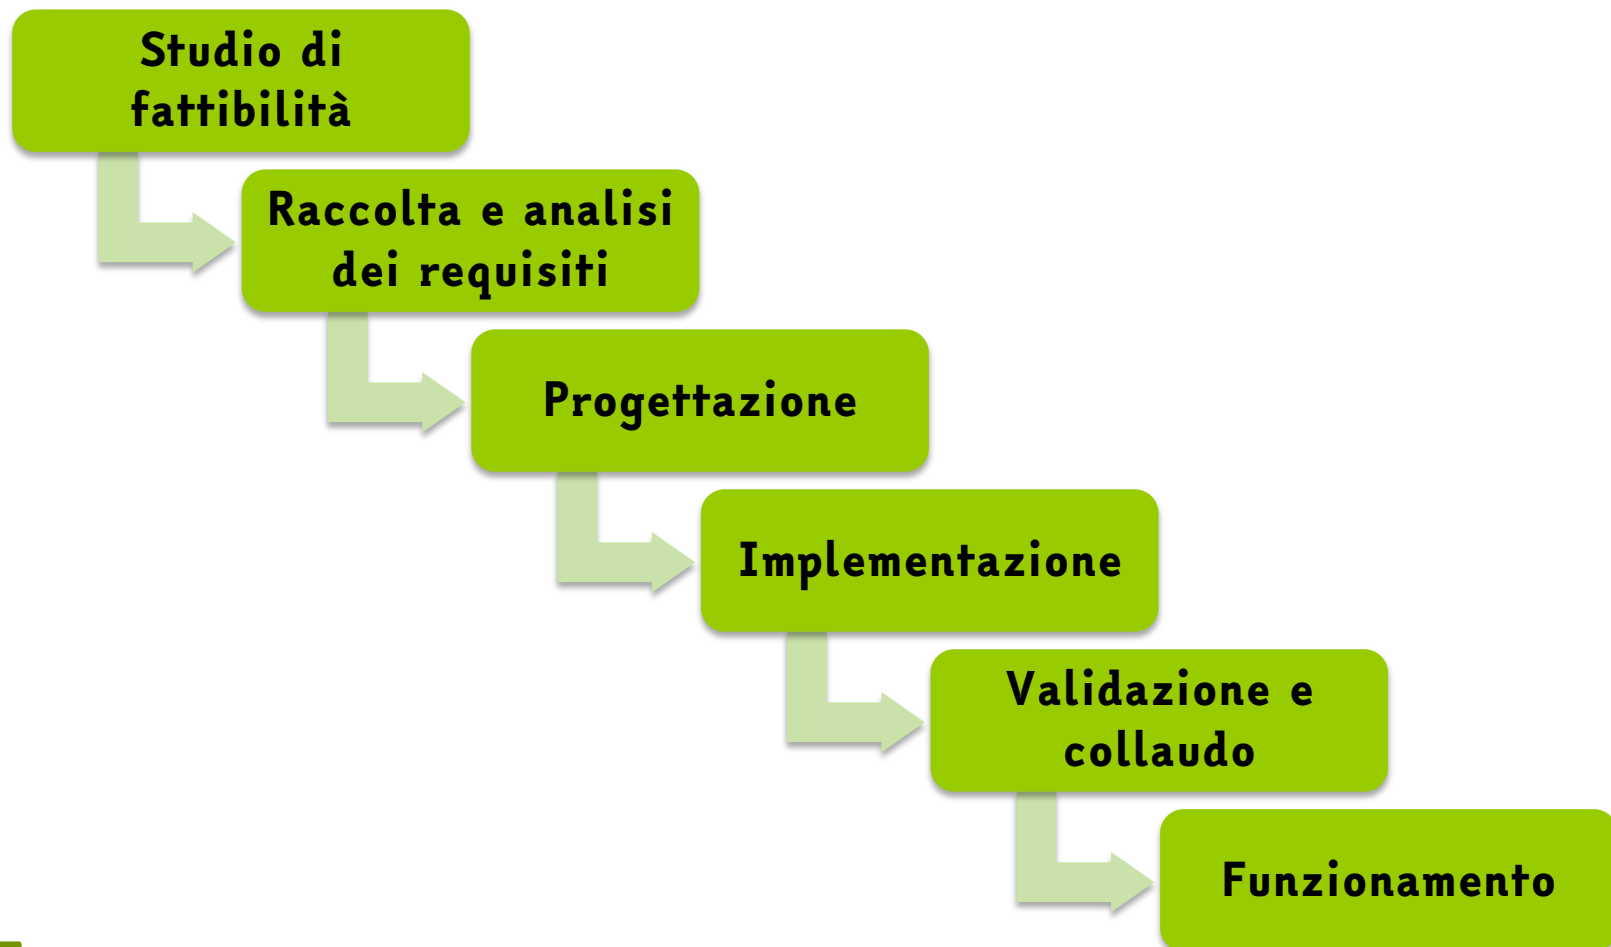 Studio di
fattibilità
Raccolta e analisi
dei requisiti
Progettazione
Implementazione
Validazione e
collaudo
Funzionamento